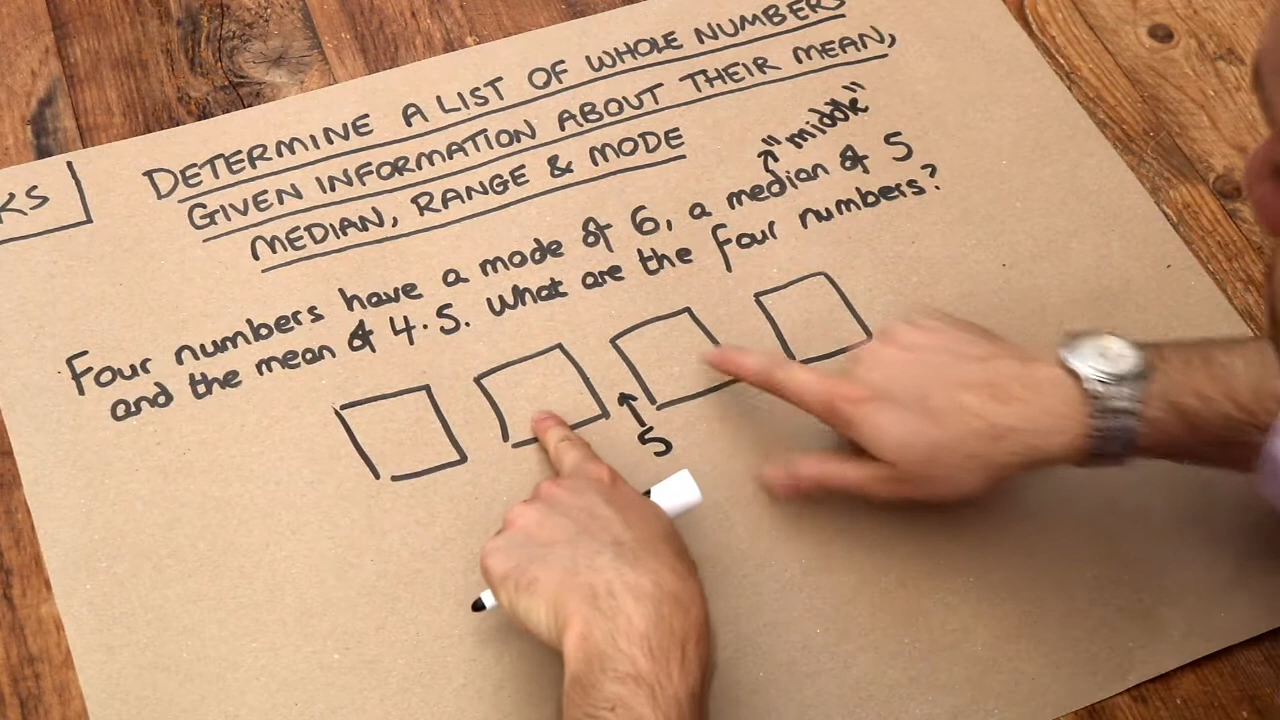 KS
DETERMINE A LIST OF WHOLE NUMBERS
GIVEN INFORMATION ABOUT THEIR MEAN,
MEDIAN, RANGE & MODE
"middle"
Four numbers have a mode of 6, a median of 5
and the mean of 4.5. What are the four numbers?
5